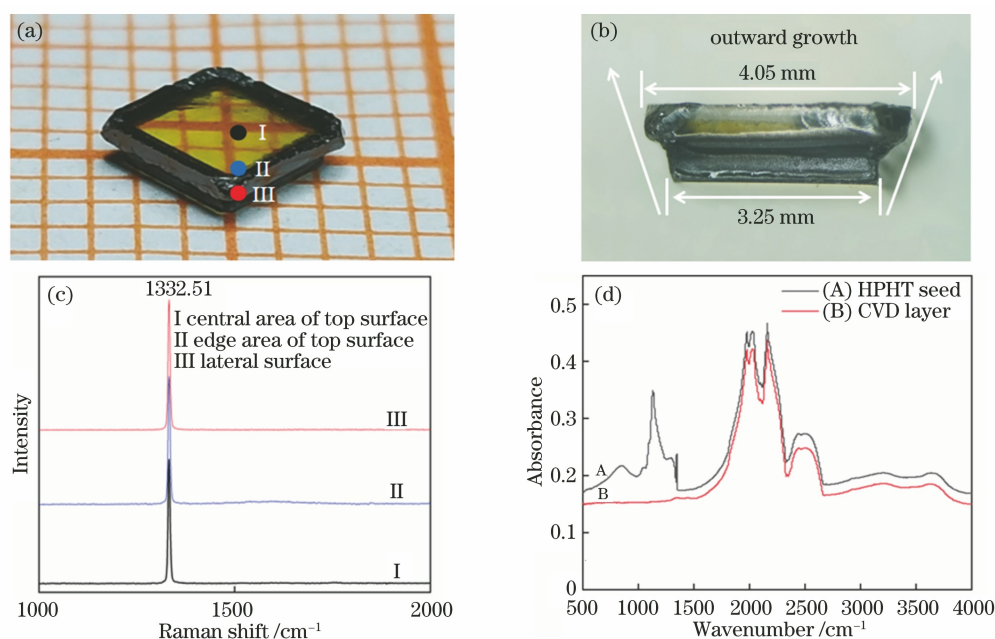 (a)
I
II
III
(b)
outward growth
4.05 mm
3.25 mm
(c)
1332.51
I central area of top surface
II edge area of top surface
III lateral surface
III
II
I
Intensity
1000
1500
2000
Raman shift /cm⁻¹
(d)
(A) HPHT seed
(B) CVD layer
0.5
0.4
0.3
0.2
0.1
0
A
B
Absorbance
500
1000
1500
2000
2500
3000
3500
4000
Wavenumber /cm⁻¹